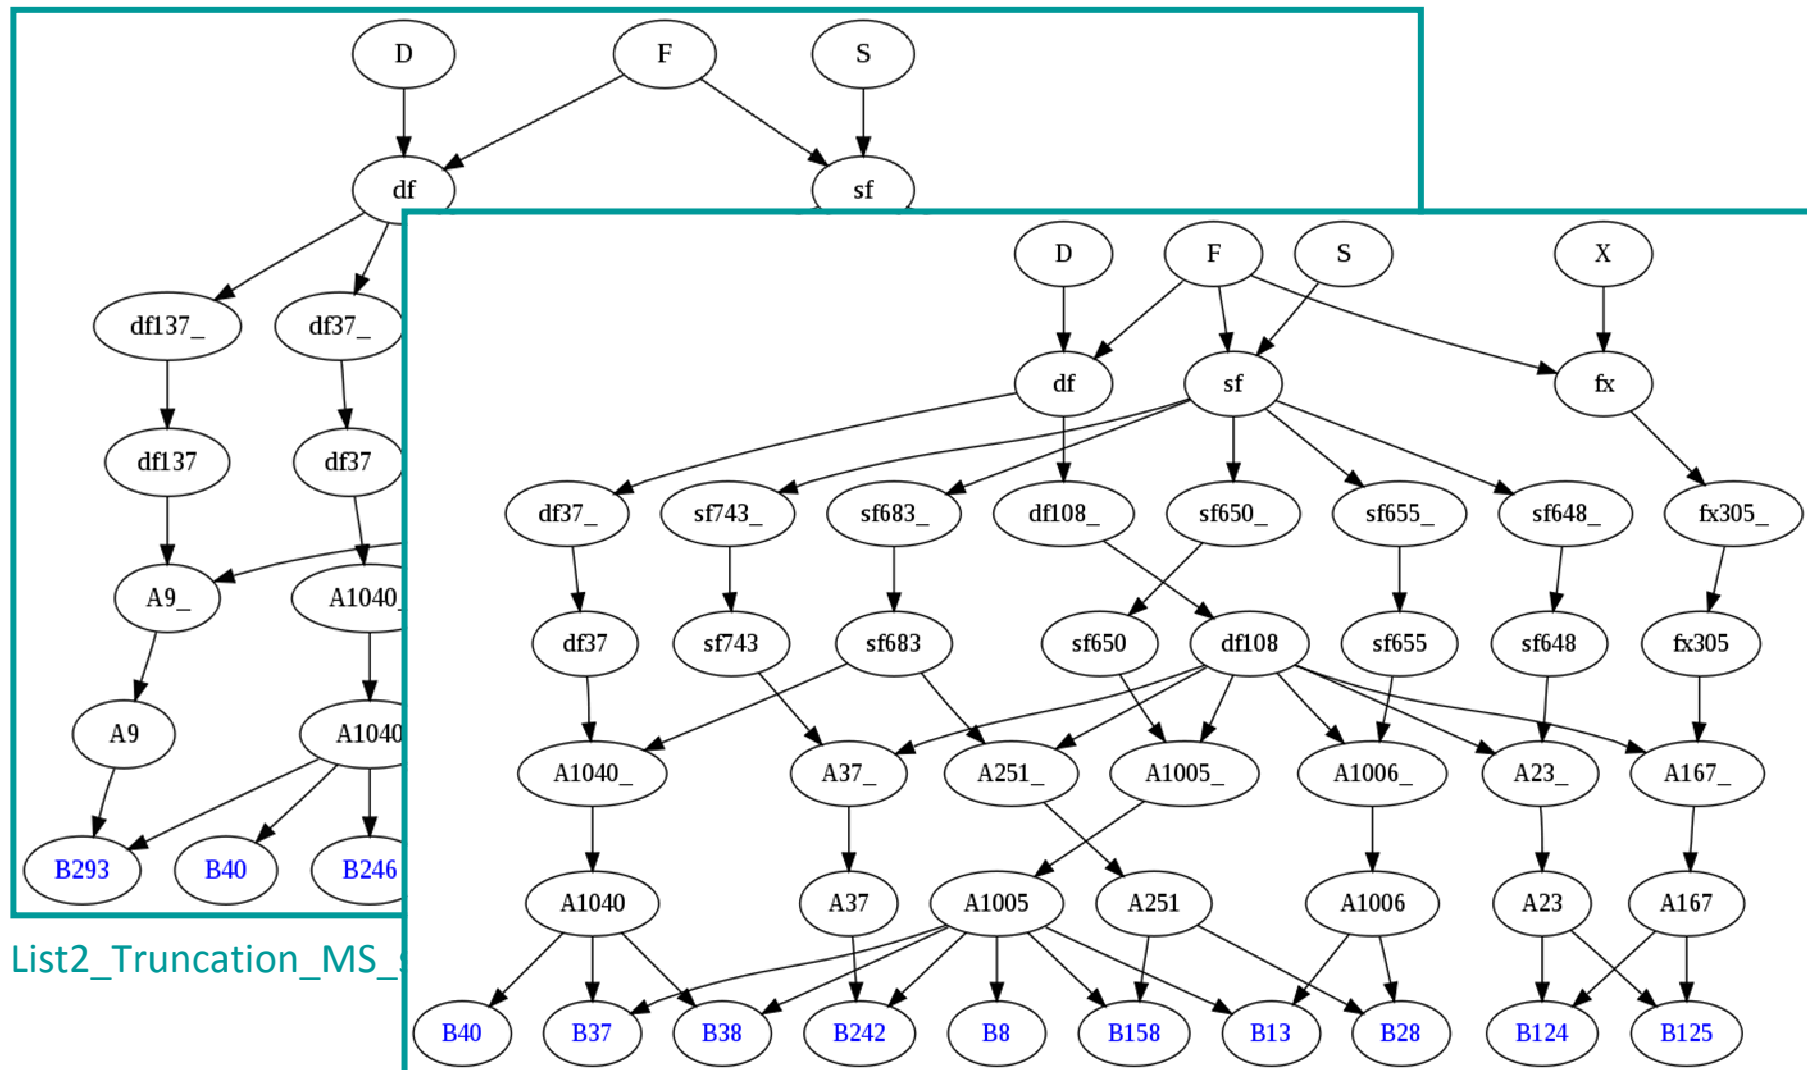 D F S
df sf
df137_ df37_
df137 df37
A9_ A1040_
A9 A1040
B293 B40 B246
List2_Truncation_MS_
D F S X
df sf fx
df37_ sf743_ sf683_ df108_ sf650_ sf655_ sf648_ fx305_
df37 sf743 sf683 sf650 df108 sf655 sf648 fx305
A1040_ A37_ A251_ A1005_ A1006_ A23_ A167_
A1040 A37 A1005 A251 A1006 A23 A167
B40 B37 B38 B242 B8 B158 B13 B28 B124 B125